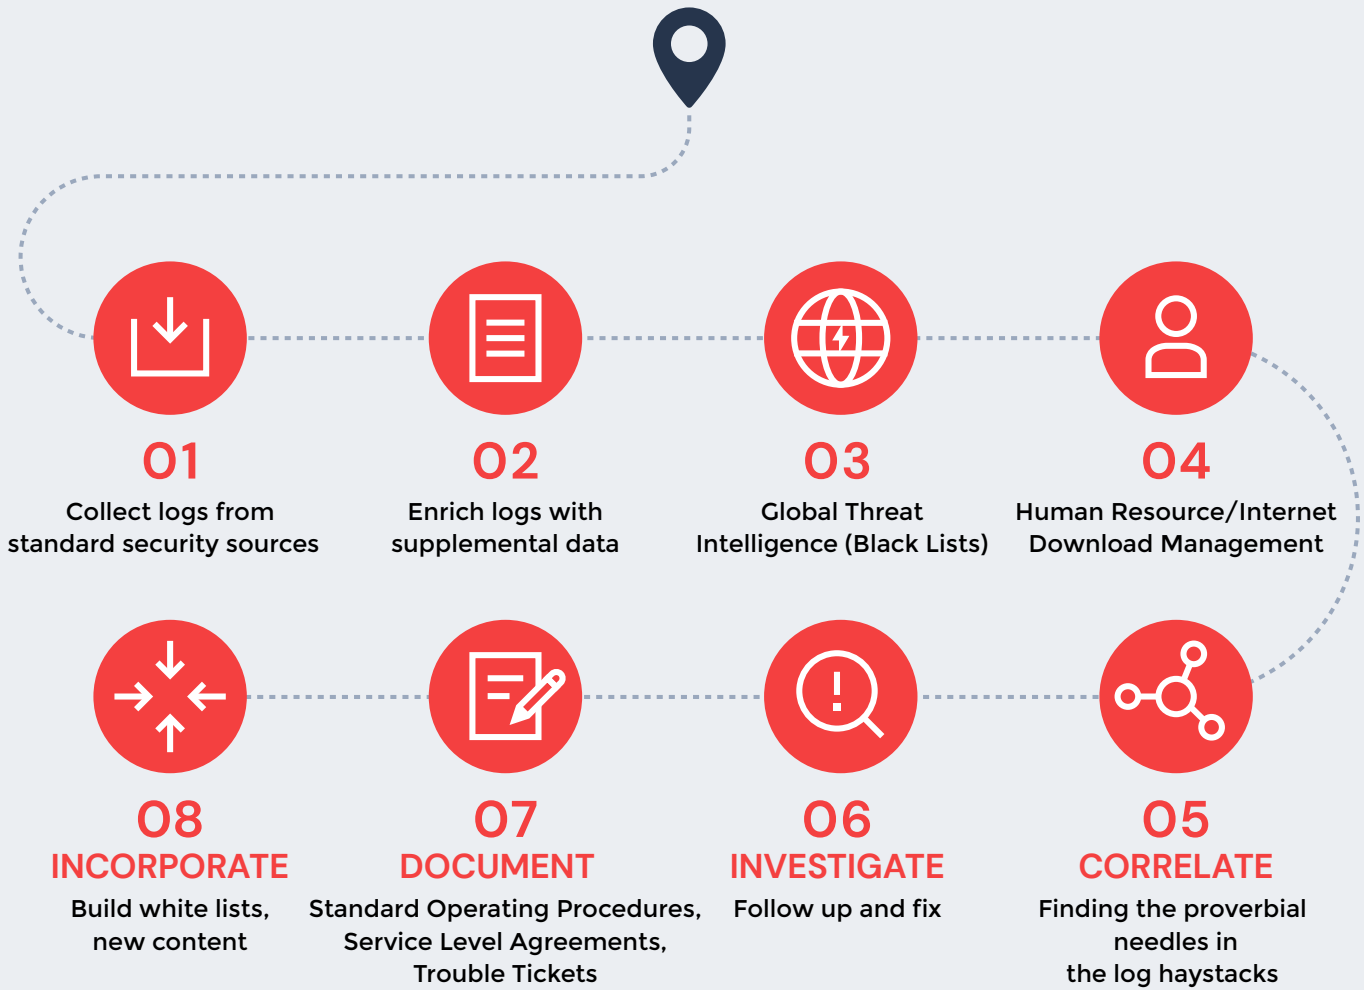 01
Collect logs from
standard security sources
02
Enrich logs with
supplemental data
03
Global Threat
Intelligence (Black Lists)
04
Human Resource/Internet
Download Management
05
CORRELATE
Finding the proverbial
needles in
the log haystacks
06
INVESTIGATE
Follow up and fix
07
DOCUMENT
Standard Operating Procedures,
Service Level Agreements,
Trouble Tickets
08
INCORPORATE
Build white lists,
new content